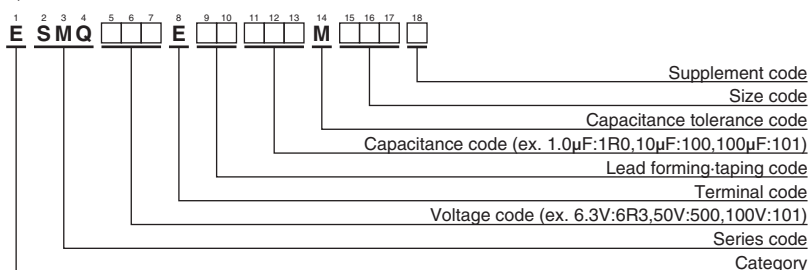 1 2 3 4 5 6 7 8 9 10 11 12 13 14 15 16 17 18
E SMQ □□□ E □□ □□□ M □□□ □
Supplement code
Size code
Capacitance tolerance code
Capacitance code (ex. 1.0μF:1R0,10μF:100,100μF:101)
Lead forming·taping code
Terminal code
Voltage code (ex. 6.3V:6R3,50V:500,100V:101)
Series code
Category